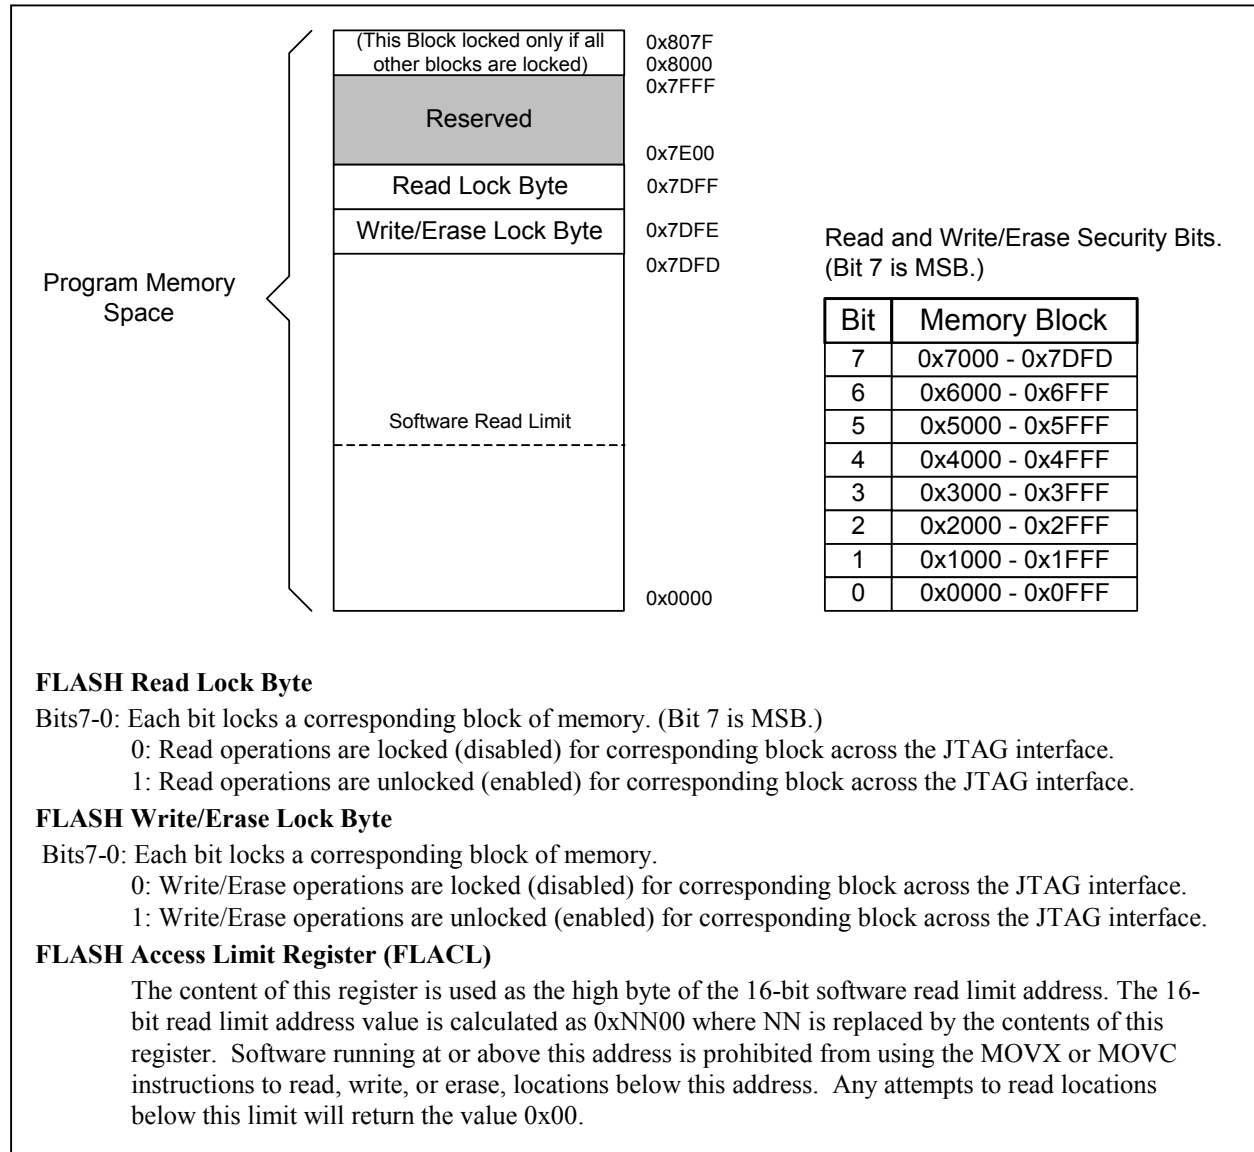 (This Block locked only if all
other blocks are locked)
0x807F
0x8000
0x7FFF
Reserved
0x7E00
Read Lock Byte
0x7DFF
Write/Erase Lock Byte
0x7DFE
0x7DFD
Program Memory
Space
Software Read Limit
0x0000
Read and Write/Erase Security Bits.
(Bit 7 is MSB.)
Bit Memory Block
7 0x7000 - 0x7DFD
6 0x6000 - 0x6FFF
5 0x5000 - 0x5FFF
4 0x4000 - 0x4FFF
3 0x3000 - 0x3FFF
2 0x2000 - 0x2FFF
1 0x1000 - 0x1FFF
0 0x0000 - 0x0FFF
FLASH Read Lock Byte
Bits7-0: Each bit locks a corresponding block of memory. (Bit 7 is MSB.)
0: Read operations are locked (disabled) for corresponding block across the JTAG interface.
1: Read operations are unlocked (enabled) for corresponding block across the JTAG interface.
FLASH Write/Erase Lock Byte
Bits7-0: Each bit locks a corresponding block of memory.
0: Write/Erase operations are locked (disabled) for corresponding block across the JTAG interface.
1: Write/Erase operations are unlocked (enabled) for corresponding block across the JTAG interface.
FLASH Access Limit Register (FLACL)
The content of this register is used as the high byte of the 16-bit software read limit address. The 16-
bit read limit address value is calculated as 0xNN00 where NN is replaced by the contents of this
register. Software running at or above this address is prohibited from using the MOVX or MOVC
instructions to read, write, or erase, locations below this address. Any attempts to read locations
below this limit will return the value 0x00.